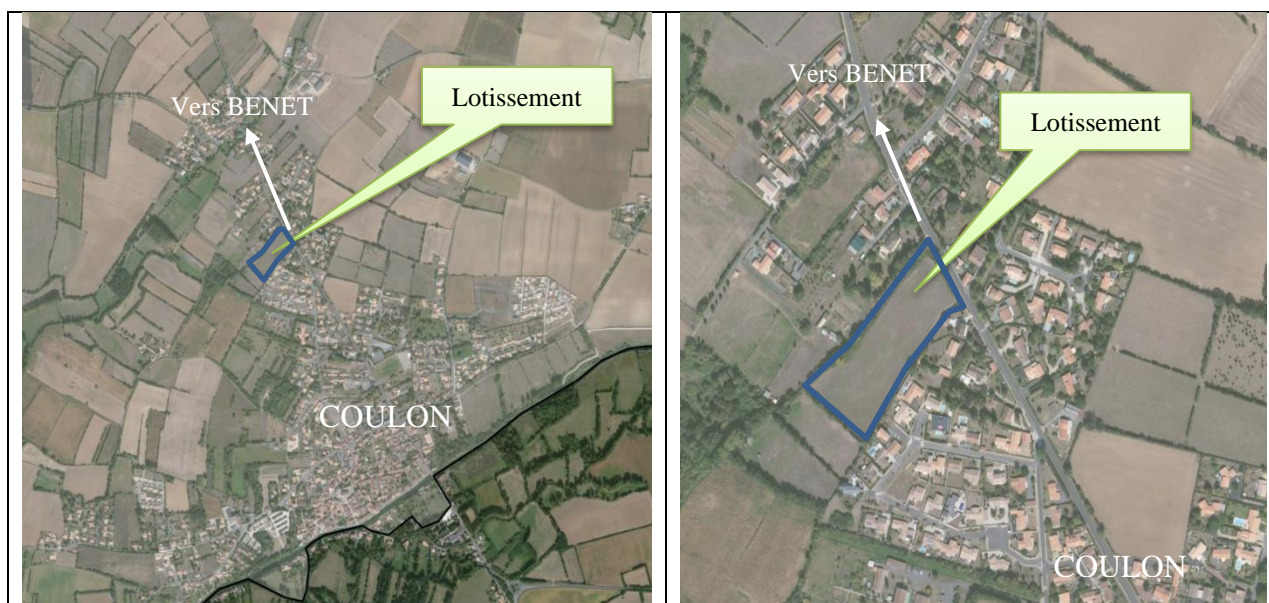 Vers BENET
Lotissement
COULON
Vers BENET
Lotissement
COULON